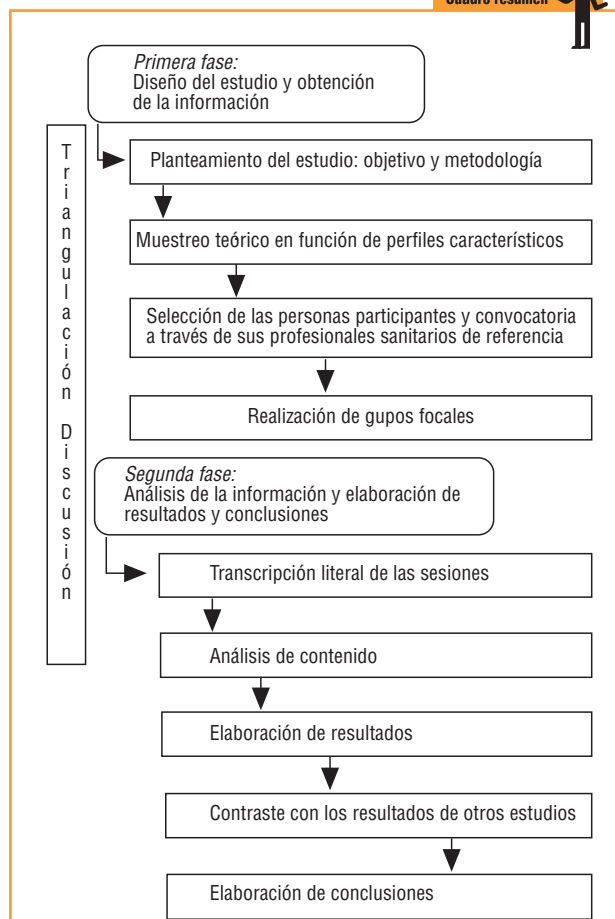 Cuadro resumen
Primera fase:
Diseño del estudio y obtención
de la información
Triangulación Discusión
Planteamiento del estudio: objetivo y metodología
Muestreo teórico en función de perfiles característicos
Selección de las personas participantes y convocatoria
a través de sus profesionales sanitarios de referencia
Realización de gupos focales
Segunda fase:
Análisis de la información y elaboración de
resultados y conclusiones
Transcripción literal de las sesiones
Análisis de contenido
Elaboración de resultados
Contraste con los resultados de otros estudios
Elaboración de conclusiones